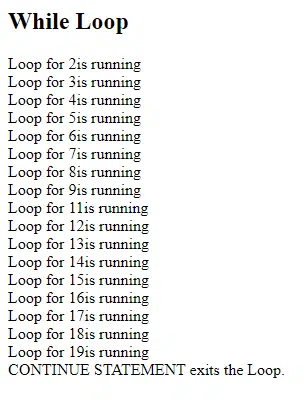 While Loop
Loop for 2is running
Loop for 3is running
Loop for 4is running
Loop for 5is running
Loop for 6is running
Loop for 7is running
Loop for 8is running
Loop for 9is running
Loop for 11is running
Loop for 12is running
Loop for 13is running
Loop for 14is running
Loop for 15is running
Loop for 16is running
Loop for 17is running
Loop for 18is running
Loop for 19is running
CONTINUE STATEMENT exits the Loop.